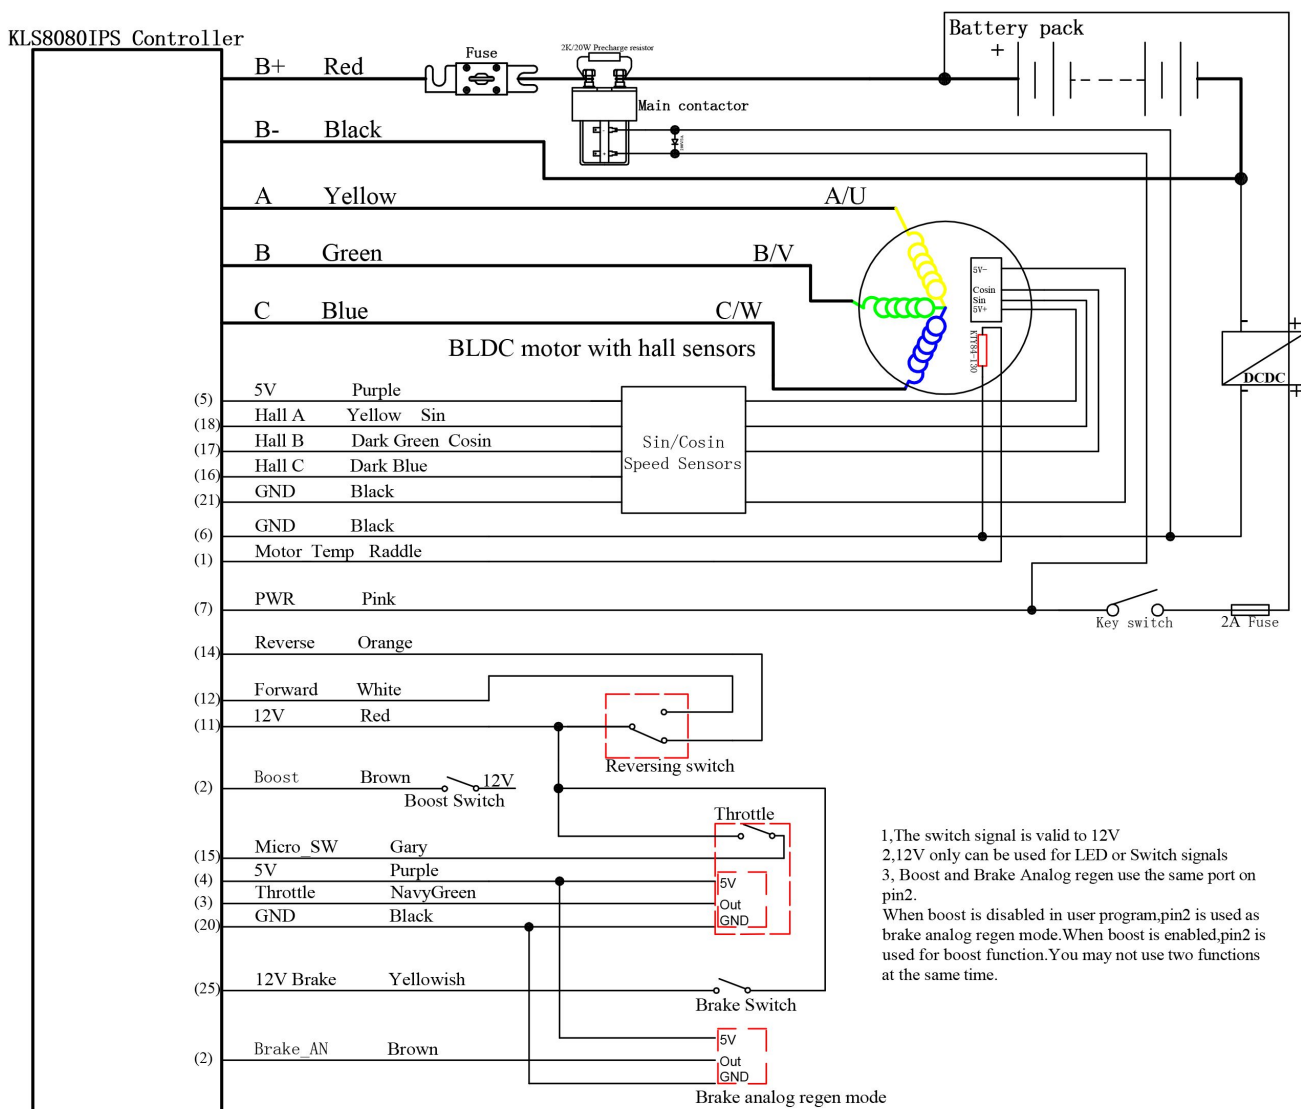 KLS8080IPS Controller
Battery pack
+
2K/20W Precharge resistor
Fuse
B+ Red
Main contactor
B- Black
- 
+
A Yellow A/U
B Green B/V
5V-
Cosin
Sin
5V+
C Blue C/W
KTY84-130
BLDC motor with hall sensors
- +
DCDC
- +
(5) 5V Purple
(18) Hall A Yellow Sin
(17) Hall B Dark Green Cosin
Sin/Cosin
Speed Sensors
(16) Hall C Dark Blue
(21) GND Black
(6) GND Black
(1) Motor_Temp Raddle
(7) PWR Pink
Key switch
2A Fuse
(14) Reverse Orange
(12) Forward White
(11) 12V Red
Reversing switch
(2) Boost Brown 12V
Boost Switch
Throttle
(15) Micro_SW Gary
(4) 5V Purple
5V
(3) Throttle NavyGreen
Out
(20) GND Black
GND
1,The switch signal is valid to 12V
2,12V only can be used for LED or Switch signals
3, Boost and Brake Analog regen use the same port on
pin2.
When boost is disabled in user program,pin2 is used as
brake analog regen mode.When boost is enabled,pin2 is
used for boost function.You may not use two functions
at the same time.
(25) 12V Brake Yellowish
Brake Switch
5V
(2) Brake_AN Brown
Out
GND
Brake analog regen mode